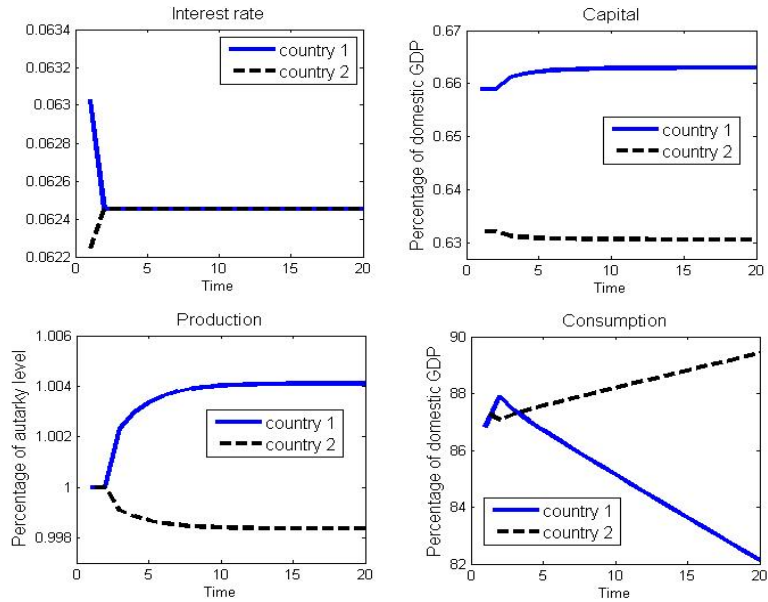 Interest rate
0.0634
0.0632
0.063
0.0628
0.0626
0.0624
0.0622
0 5 10 15 20
Time
country 1
country 2
Capital
Percentage of domestic GDP
0.67
0.66
0.65
0.64
0.63
0 5 10 15 20
Time
country 1
country 2
Production
Percentage of autarky level
1.006
1.004
1.002
1
0.998
0 5 10 15 20
Time
country 1
country 2
Consumption
Percentage of domestic GDP
90
88
86
84
82
0 5 10 15 20
Time
country 1
country 2